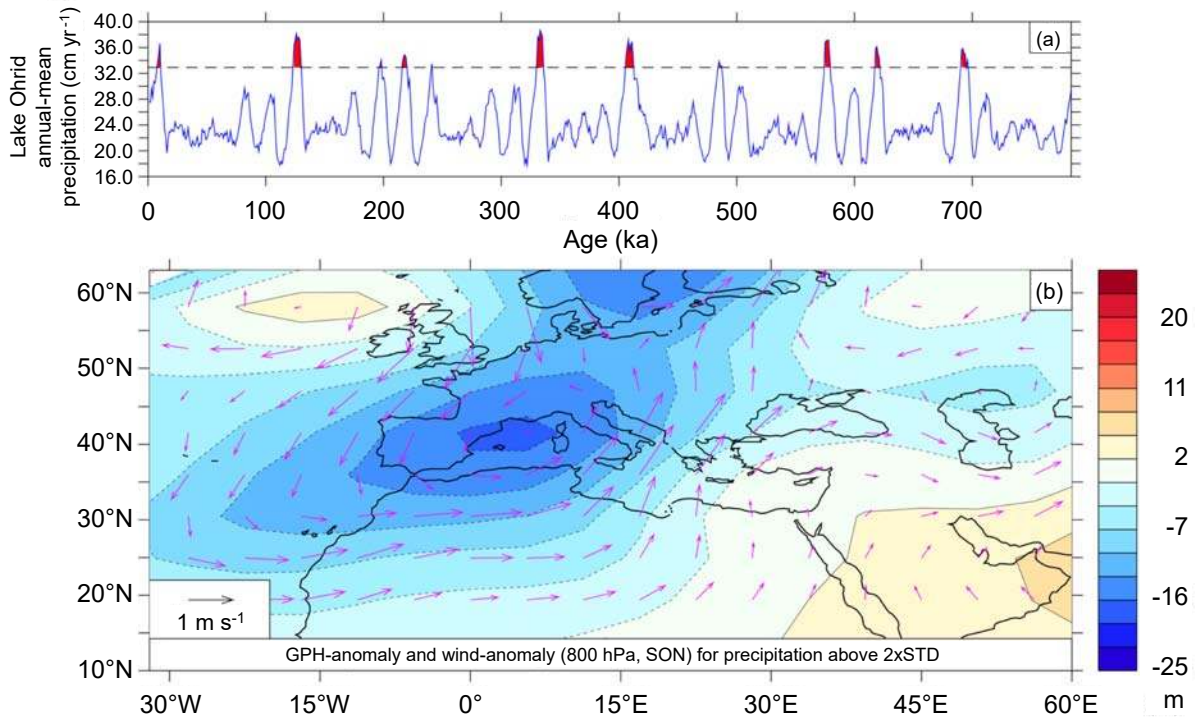 (a)
Lake Ohrid
annual-mean
precipitation (cm yr-1)
40.0
36.0
32.0
28.0
24.0
20.0
16.0
0 100 200 300 400 500 600 700
Age (ka)
(b)
60°N
50°N
40°N
30°N
20°N
10°N
1 m s-1
GPH-anomaly and wind-anomaly (800 hPa, SON) for precipitation above 2xSTD
30°W 15°W 0° 15°E 30°E 45°E 60°E
20
11
2
-7
-16
-25
m